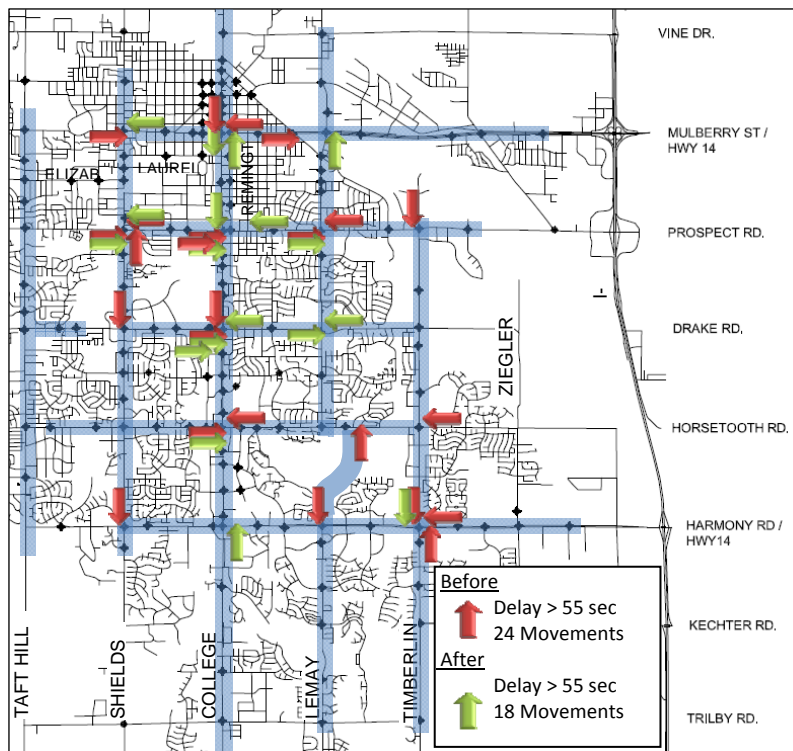 VINE DR.
MULBERRY ST /
HWY 14
ELIZAB
LAUREL
REMINGT
PROSPECT RD.
DRAKE RD.
ZIEGLER
HORSETOOTH RD.
HARMONY RD /
HWY14
Before
Delay > 55 sec
24 Movements
After
Delay > 55 sec
18 Movements
KECHTER RD.
TRILBY RD.
TAFT HILL
SHIELDS
COLLEGE
LEMAY
TIMBERLIN